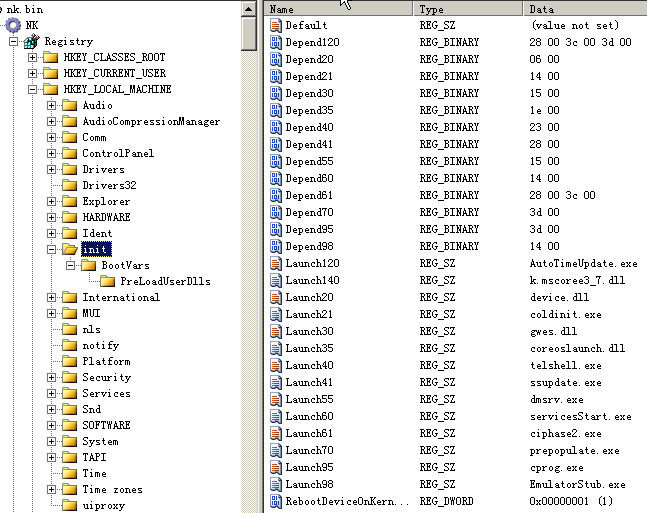 nk.bin
NK
Registry
HKEY_CLASSES_ROOT
HKEY_CURRENT_USER
HKEY_LOCAL_MACHINE
Audio
AudioCompressionManager
Comm
ControlPanel
Drivers
Drivers32
Explorer
HARDWARE
Ident
init
BootVars
PreLoadUserDlls
International
MUI
nls
notify
Platform
Security
Services
Snd
SOFTWARE
System
TAPI
Time
Time zones
uiproxy
Name Type Data
Default REG_SZ (value not set)
Depend120 REG_BINARY 28 00 3c 00 3d 00
Depend20 REG_BINARY 06 00
Depend21 REG_BINARY 14 00
Depend30 REG_BINARY 15 00
Depend35 REG_BINARY 1e 00
Depend40 REG_BINARY 23 00
Depend41 REG_BINARY 28 00
Depend55 REG_BINARY 15 00
Depend60 REG_BINARY 14 00
Depend61 REG_BINARY 28 00 3c 00
Depend70 REG_BINARY 3d 00
Depend95 REG_BINARY 3d 00
Depend98 REG_BINARY 14 00
Launch120 REG_SZ AutoTimeUpdate.exe
Launch140 REG_SZ k.mscoree3_7.dll
Launch20 REG_SZ device.dll
Launch21 REG_SZ coldinit.exe
Launch30 REG_SZ gwes.dll
Launch35 REG_SZ coreoslaunch.dll
Launch40 REG_SZ telshell.exe
Launch41 REG_SZ ssupdate.exe
Launch55 REG_SZ dmsrv.exe
Launch60 REG_SZ servicesStart.exe
Launch61 REG_SZ ciphase2.exe
Launch70 REG_SZ prepopulate.exe
Launch95 REG_SZ cprog.exe
Launch98 REG_SZ EmulatorStub.exe
RebootDeviceOnKern... REG_DWORD 0x00000001 (1)